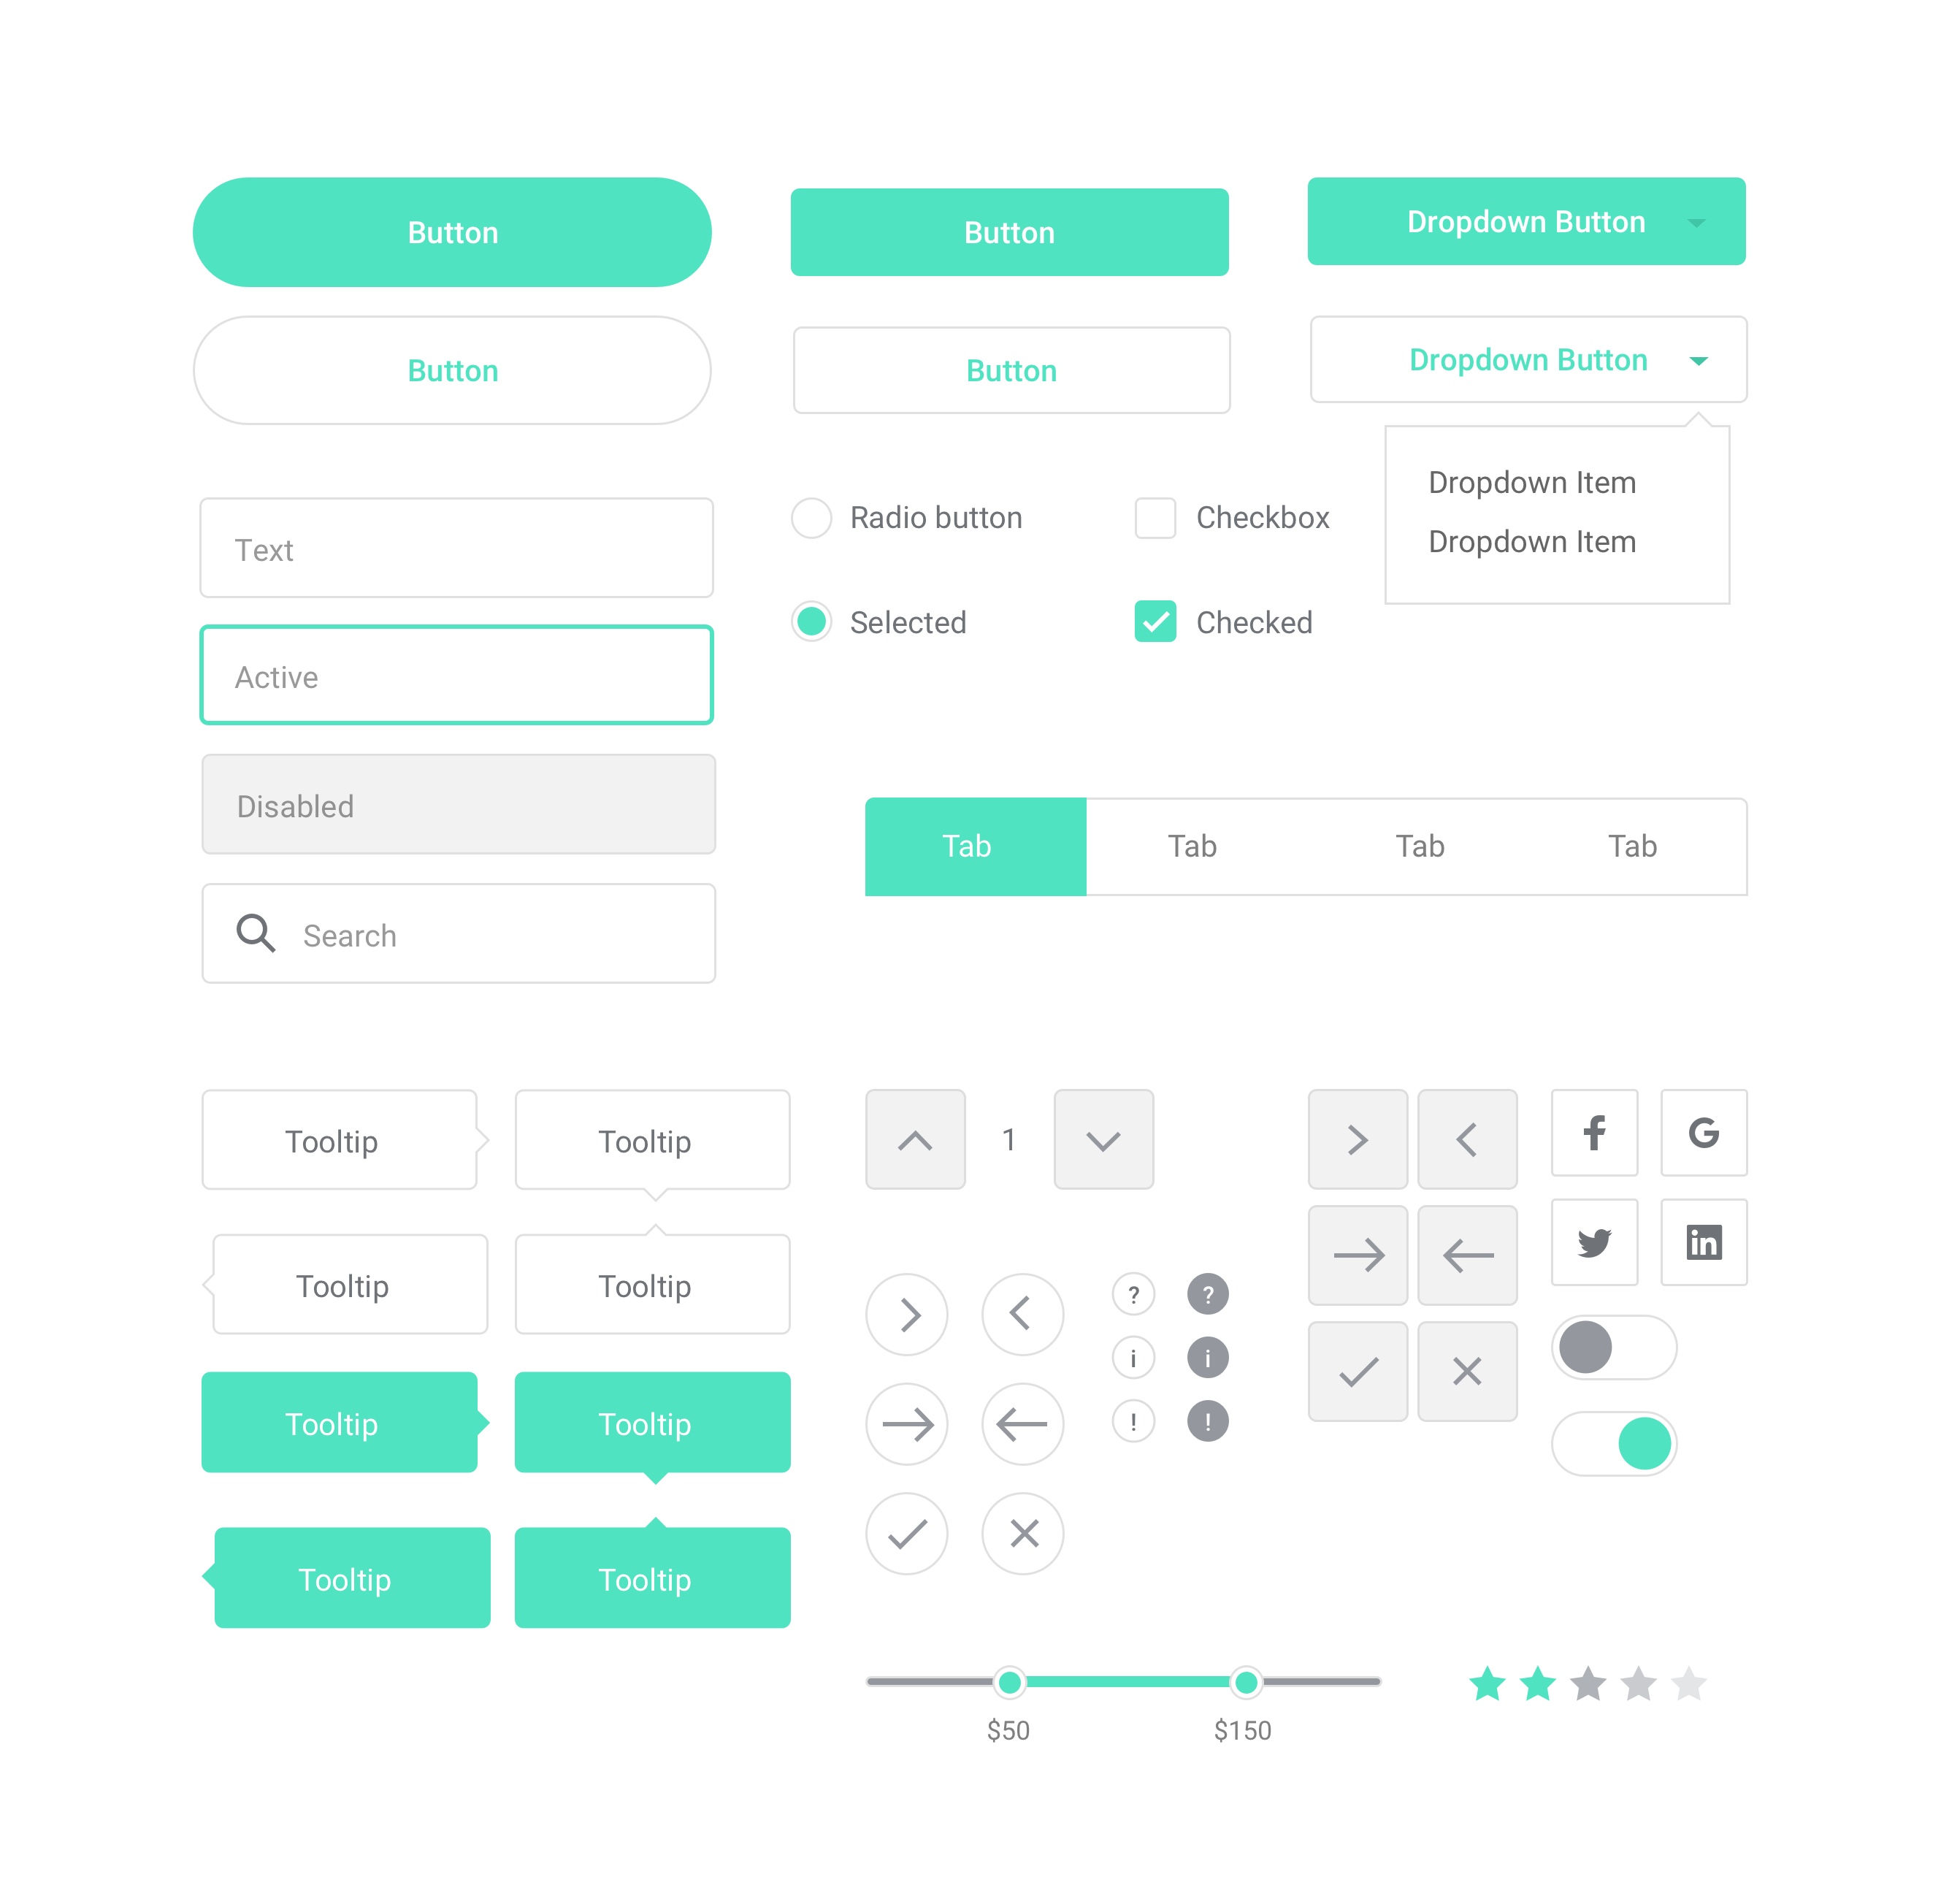 Button
Button
Dropdown Button
Button
Button
Dropdown Button
Dropdown Item
Dropdown Item
Text
Active
Disabled
Search
Radio button
Checkbox
Selected
Checked
Tab
Tab
Tab
Tab
Tooltip
Tooltip
Tooltip
Tooltip
Tooltip
Tooltip
Tooltip
Tooltip
1
?
?
i
i
!
!
G
in
$50
$150